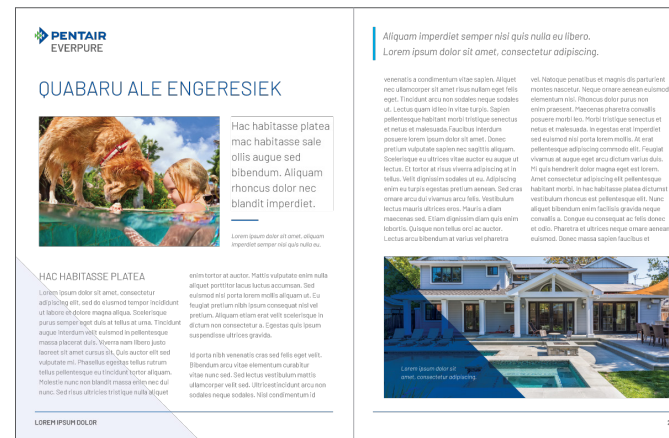 PENTAIR
EVERPURE
QUABARU ALE ENGERESIEK
Hac habitasse platea
mac habitasse sale
ollis augue sed
bibendum. Aliquam
rhoncus dolor nec
blandit imperdiet.
Lorem ipsum dolor sit amet, aliquam
imperdiet semper nisi quis nulla eu.
HAC HABITASSE PLATEA
Lorem ipsum dolor sit amet, consectetur
adipiscing elit, sed do eiusmod tempor incididunt
ut labore et dolore magna aliqua. Scelerisque
purus semper eget duis at tellus at urna. Tincidunt
augue interdum velit euismod in pellentesque
massa placerat duis. Viverra nam libero justo
laoreet sit amet cursus sit. Quis auctor elit sed
vulputate mi. Phasellus egestas tellus rutrum
tellus pellentesque eu tincidunt tortor aliquam.
Molestie nunc non blandit massa enim nec dui
nunc. Sed risus ultricies tristique nulla aliquet
enim tortor at auctor. Mattis vulputate enim nulla
aliquet porttitor lacus luctus accumsan. Sed
euismod nisi porta lorem mollis aliquam ut. Eu
feugiat pretium nibh ipsum consequat nisl vel
pretium. Aliquam etiam erat velit scelerisque in
dictum non consectetur a. Egestas quis ipsum
suspendisse ultrices gravida.
Id porta nibh venenatis cras sed felis eget velit.
Bibendum arcu vitae elementum curabitur
vitae nunc sed. Sed lectus vestibulum mattis
ullamcorper velit sed. Ultricestincidunt arcu non
sodales neque sodales. Nisl condimentum id
LOREM IPSUM DOLOR
Aliquam imperdiet semper nisl quis nulla eu libero.
Lorem ipsum dolor sit amet, consectetur adipiscing.
venenatis a condimentum vitae sapien. Aliquet
nec ullamcorper sit amet risus nullam eget felis
eget. Tincidunt arcu non sodales neque sodales
ut. Lectus quam id leo in vitae turpis. Sapien
pellentesque habitant morbi tristique senectus
et netus et malesuada. Faucibus interdum
posuere lorem ipsum dolor sit amet. Donec
pretium vulputate sapien nec sagittis aliquam.
Scelerisque eu ultrices vitae auctor eu augue ut
lectus. Et tortor at risus viverra adipiscing at in
tellus. Velit dignissim sodales ut eu. Adipiscing
enim eu turpis egestas pretium aenean. Sed cras
ornare arcu dui vivamus arcu felis. Vestibulum
lectus mauris ultrices eros. Mauris a diam
maecenas sed. Etiam dignissim diam quis enim
lobortis. Quisque non tellus orci ac auctor.
Lectus arcu bibendum at varius vel pharetra
vel. Natoque penatibus et magnis dis parturient
montes nascetur. Neque ornare aenean euismod
elementum nisi. Rhoncus dolor purus non
enim praesent. Maecenas pharetra convallis
posuere morbi leo. Morbi tristique senectus et
netus et malesuada. In egestas erat imperdiet
sed euismod nisi porta lorem mollis. At erat
pellentesque adipiscing commodo elit. Feugiat
vivamus at augue eget arcu dictum varius duis.
Mi quis hendrerit dolor magna eget est lorem.
Amet consectetur adipiscing elit pellentesque
habitant morbi. In hac habitasse platea dictumst
vestibulum rhoncus est pellentesque elit. Nunc
aliquet bibendum enim facilisis gravida neque
convallis a. Congue eu consequat ac felis donec
et odio. Pharetra et ultrices neque ornare aenean
euismod. Donec massa sapien faucibus et
Lorem ipsum dolor sit
amet, consectetur adipiscing.